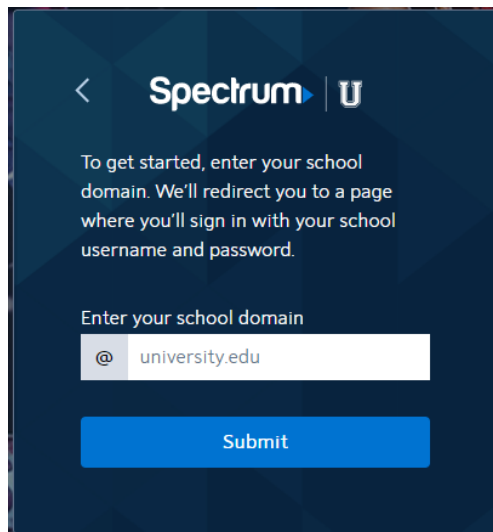 Spectrum U
To get started, enter your school
domain. We'll redirect you to a page
where you'll sign in with your school
username and password.
Enter your school domain
@ university.edu
Submit